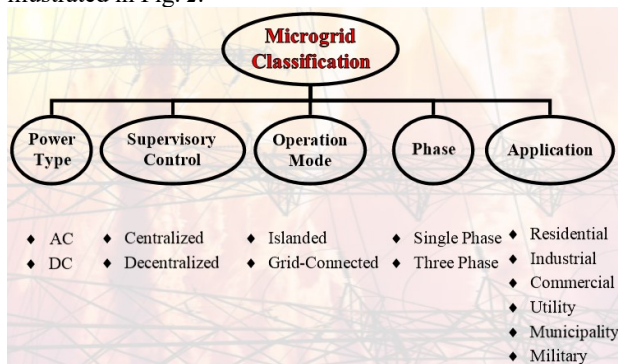 illustrated in Fig. 2.
Microgrid
Classification
Power
Type
Supervisory
Control
Operation
Mode
Phase
Application
♦ AC
♦ DC
♦ Centralized
♦ Decentralized
♦ Islanded
♦ Grid-Connected
♦ Single Phase
♦ Three Phase
♦ Residential
♦ Industrial
♦ Commercial
♦ Utility
♦ Municipality
♦ Military